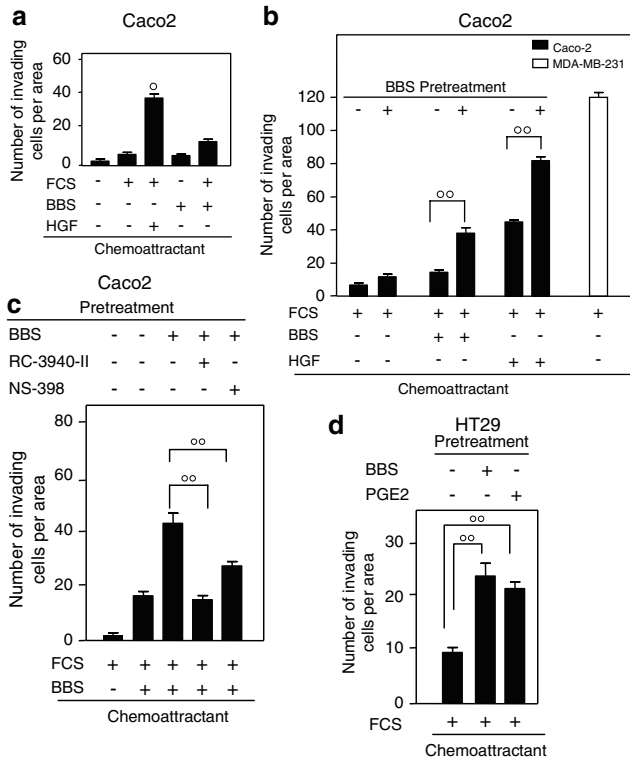 a
Caco2
Number of invading
cells per area
60
40
20
0
FCS - + + - +
BBS - - - + +
HGF - - + - -
Chemoattractant
b
Caco2
Caco-2
MDA-MB-231
BBS Pretreatment
- + - + - +
Number of invading
cells per area
120
100
80
60
40
20
0
FCS + + + + + + +
BBS - - + + - - -
HGF - - - - + + -
Chemoattractant
c
Caco2
Pretreatment
BBS - - + + +
RC-3940-II - - - + -
NS-398 - - - - +
Number of invading
cells per area
80
60
40
20
0
FCS + + + + +
BBS - + + + +
Chemoattractant
d
HT29
Pretreatment
BBS - + -
PGE2 - - +
Number of invading
cells per area
30
20
10
0
FCS + + +
Chemoattractant